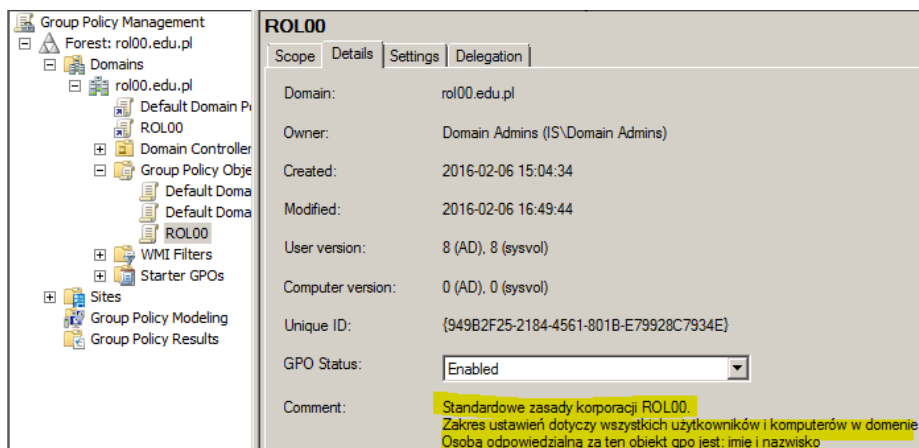 Group Policy Management
Forest: rol00.edu.pl
Domains
rol00.edu.pl
Default Domain P
ROL00
Domain Controller
Group Policy Obje
Default Doma
Default Doma
ROL00
WMI Filters
Starter GPOs
Sites
Group Policy Modeling
Group Policy Results
ROL00
Scope Details Settings Delegation
Domain: rol00.edu.pl
Owner: Domain Admins (IS\Domain Admins)
Created: 2016-02-06 15:04:34
Modified: 2016-02-06 16:49:44
User version: 8 (AD), 8 (sysvol)
Computer version: 0 (AD), 0 (sysvol)
Unique ID: {949B2F25-2184-4561-801B-E79928C7934E}
GPO Status: Enabled
Comment: Standardowe zasady korporacji ROL00.
Zakres ustawień dotyczy wszystkich użytkowników i komputerów w domenie
Osobą odpowiedzialną za ten obiekt gpo jest: imie i nazwisko